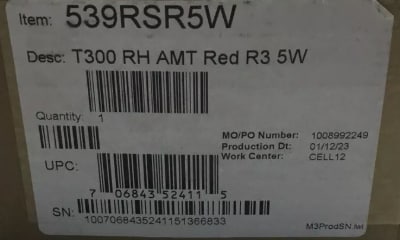 Item: 539RSR5W
Desc: T300 RH AMT Red R3 5W
Quantity: 1
MO/PO Number: 1008992249
Production Dt: 01/12/23
Work Center: CELL12
UPC:
7 06843 52411 5
SN: 1007068435241151366833
M3ProdSN.lwl